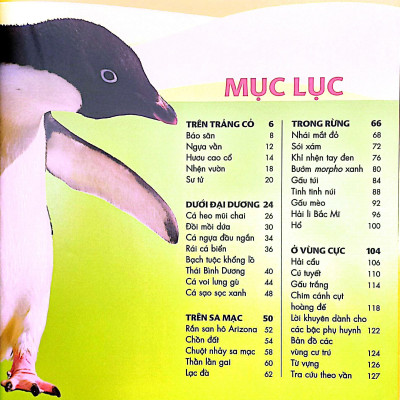 MỤC LỤC
TRÊN TRẢNG CỎ 6
Báo săn 8
Ngựa vằn 12
Hươu cao cổ 14
Nhện vườn 18
Sư tử 20
DƯỚI ĐẠI DƯƠNG 24
Cá heo mũi chai 26
Đồi mồi dứa 30
Cá ngựa đầu ngắn 34
Rái cá biển 36
Bạch tuộc khổng lồ
Thái Bình Dương 40
Cá voi lưng gù 44
Cá sao sọc xanh 48
TRÊN SA MẠC 50
Rắn san hô Arizona 52
Chồn đất 54
Chuột nhảy sa mạc 58
Thằn lằn gai 60
Lạc đà 62
TRONG RỪNG 66
Nhái mắt đỏ 68
Sói xám 72
Khỉ nhện tay đen 76
Bướm morpho xanh 80
Gấu túi 84
Tinh tinh núi 88
Gấu mèo 92
Hải li Bắc Mĩ 96
Hổ 100
Ở VÙNG CỰC 104
Hải cẩu 106
Cú tuyết 110
Gấu trắng 114
Chim cánh cụt
hoàng đế 118
Lời khuyên dành cho
các bậc phụ huynh 122
Bản đồ các
vùng cư trú 124
Từ vựng 126
Tra cứu theo vần 127